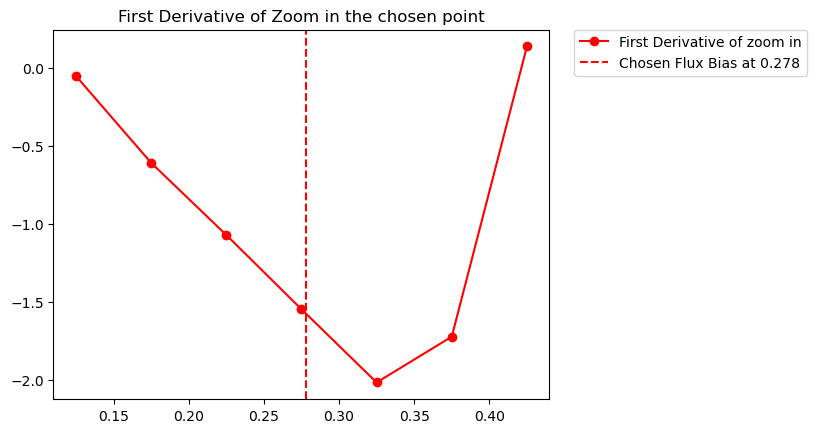 First Derivative of Zoom in the chosen point
First Derivative of zoom in
Chosen Flux Bias at 0.278
0.0
−0.5
−1.0
−1.5
−2.0
0.15 0.20 0.25 0.30 0.35 0.40